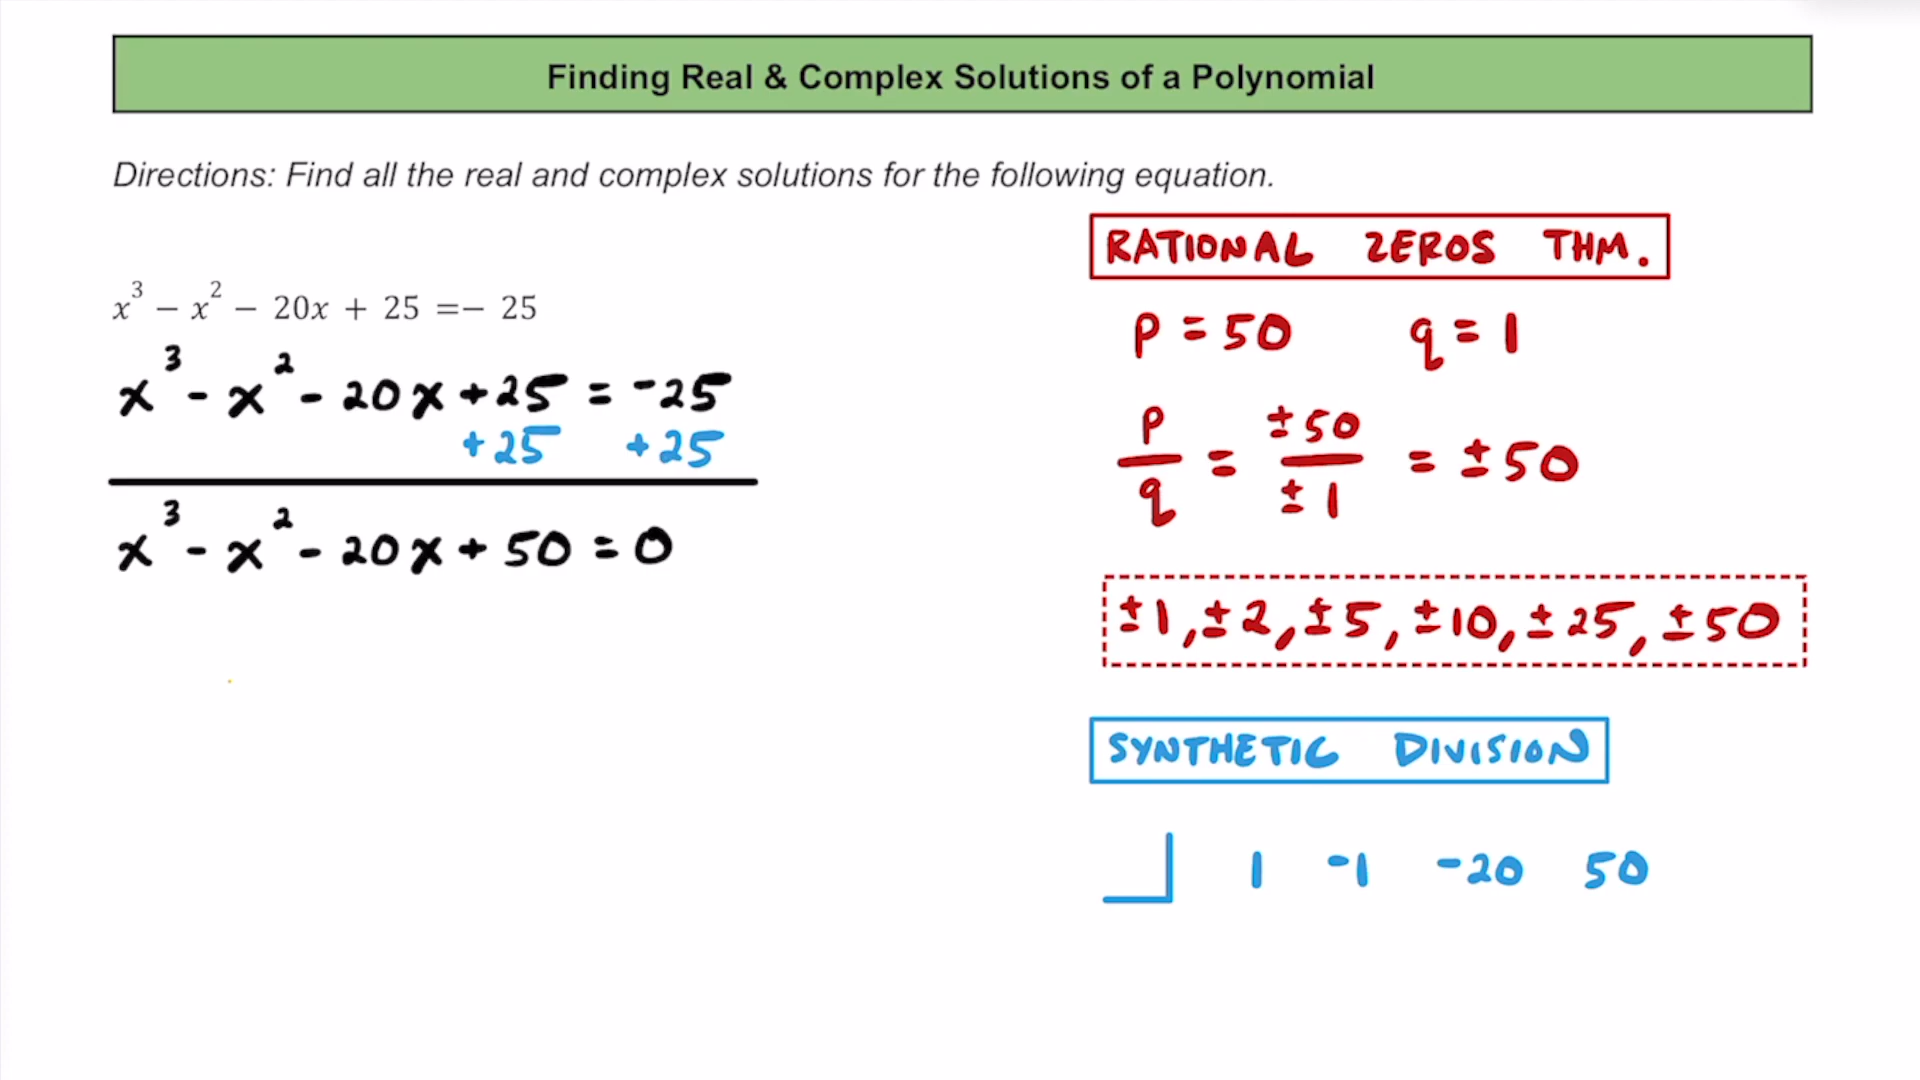 Finding Real & Complex Solutions of a Polynomial
Directions: Find all the real and complex solutions for the following equation.
x³ − x² − 20x + 25 =− 25
x³ - x² - 20x + 25 = -25
+25 +25
x³ - x² - 20x + 50 = 0
RATIONAL ZEROS THM.
p = 50 q = 1
p/q = ±50/±1 = ±50
±1, ±2, ±5, ±10, ±25, ±50
SYNTHETIC DIVISION
1 -1 -20 50